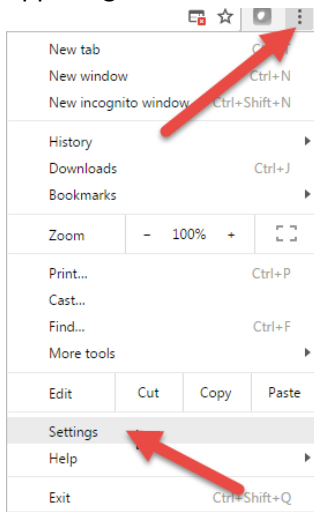 New tab
New window Ctrl+N
New incognito window Ctrl+Shift+N
History
Downloads Ctrl+J
Bookmarks
Zoom - 100% +
Print... Ctrl+P
Cast...
Find... Ctrl+F
More tools
Edit Cut Copy Paste
Settings
Help
Exit Ctrl+Shift+Q